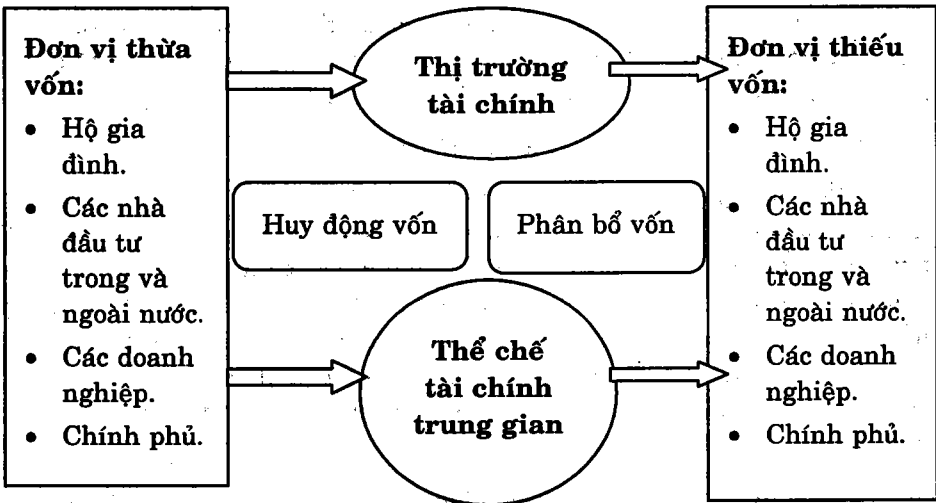 Đơn vị thừa
vốn:
• Hộ gia
đình.
• Các nhà
đầu tư
trong và
ngoài nước.
• Các doanh
nghiệp.
• Chính phủ.
Thị trường
tài chính
Huy động vốn
Phân bổ vốn
Thể chế
tài chính
trung gian
Đơn vị thiếu
vốn:
• Hộ gia
đình.
• Các nhà
đầu tư
trong và
ngoài nước.
• Các doanh
nghiệp.
• Chính phủ.